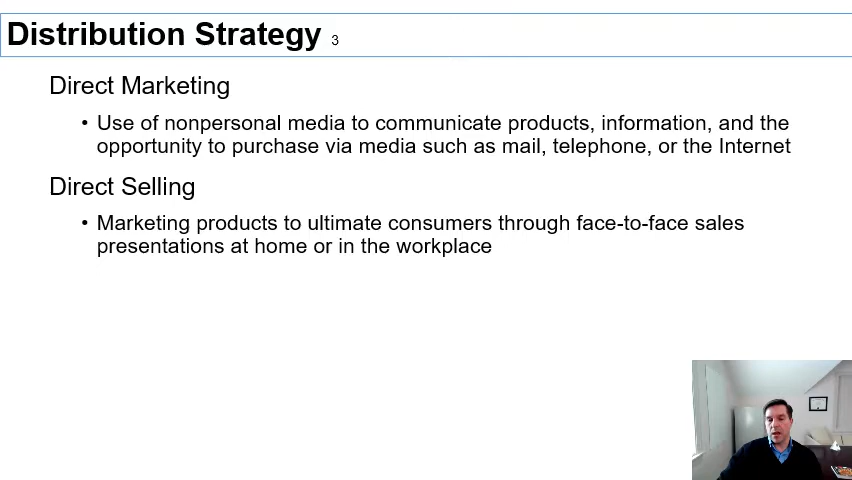 Distribution Strategy 3
Direct Marketing
• Use of nonpersonal media to communicate products, information, and the
opportunity to purchase via media such as mail, telephone, or the Internet
Direct Selling
• Marketing products to ultimate consumers through face-to-face sales
presentations at home or in the workplace